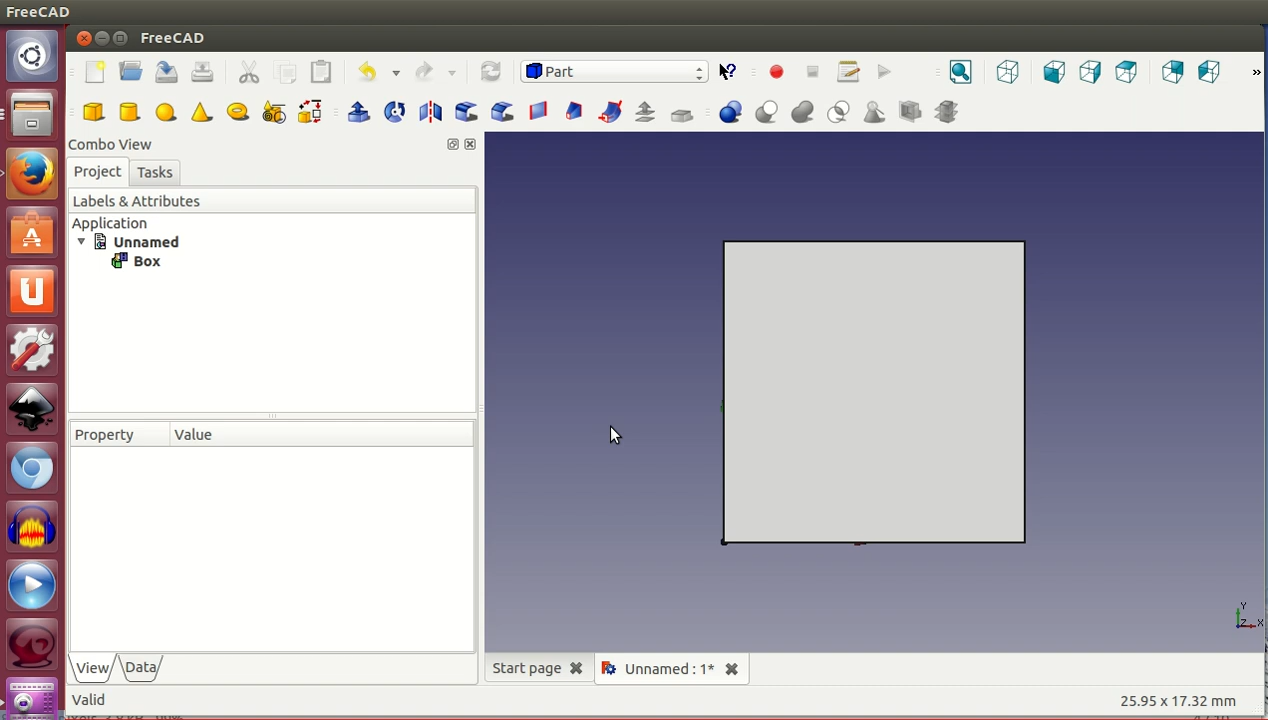 FreeCAD
FreeCAD
Part
»
Combo View
Project
Tasks
Labels & Attributes
Application
Unnamed
Box
Property
Value
View
Data
Start page
Unnamed : 1*
Y
Z
X
Valid
25.95 x 17.32 mm